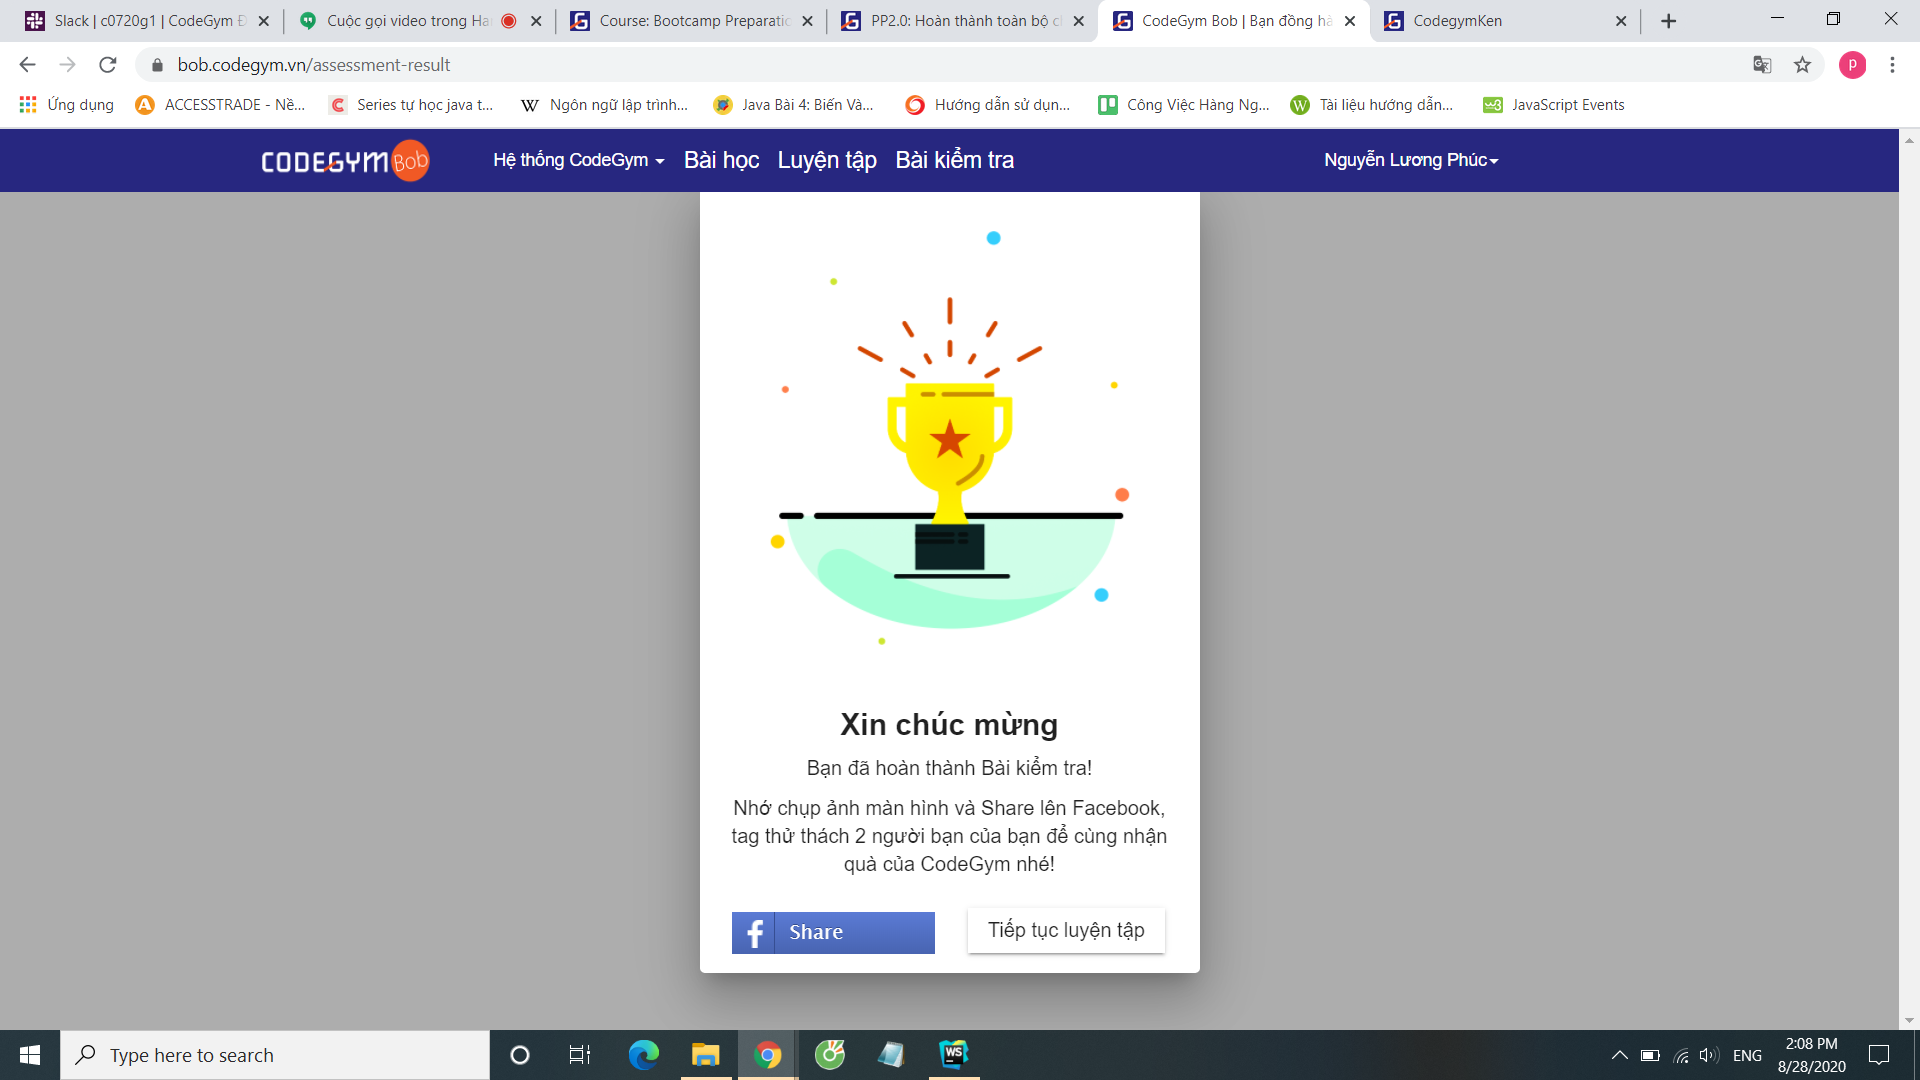 Slack | c0720g1 | CodeGym Đ
Cuộc gọi video trong Ha
Course: Bootcamp Preparatio
PP2.0: Hoàn thành toàn bộ c
CodeGym Bob | Bạn đồng hà
CodegymKen
bob.codegym.vn/assessment-result
P
Ứng dụng
ACCESSTRADE - Nề...
Series tự học java t...
Ngôn ngữ lập trình...
Java Bài 4: Biến Và...
Hướng dẫn sử dụn...
Công Việc Hàng Ng...
Tài liệu hướng dẫn...
JavaScript Events
CODEGYM Bob
Hệ thống CodeGym
Bài học
Luyện tập
Bài kiểm tra
Nguyễn Lương Phúc
Xin chúc mừng
Bạn đã hoàn thành Bài kiểm tra!
Nhớ chụp ảnh màn hình và Share lên Facebook,
tag thử thách 2 người bạn của bạn để cùng nhận
quà của CodeGym nhé!
f Share
Tiếp tục luyện tập
Type here to search
WS
ENG
2:08 PM
8/28/2020